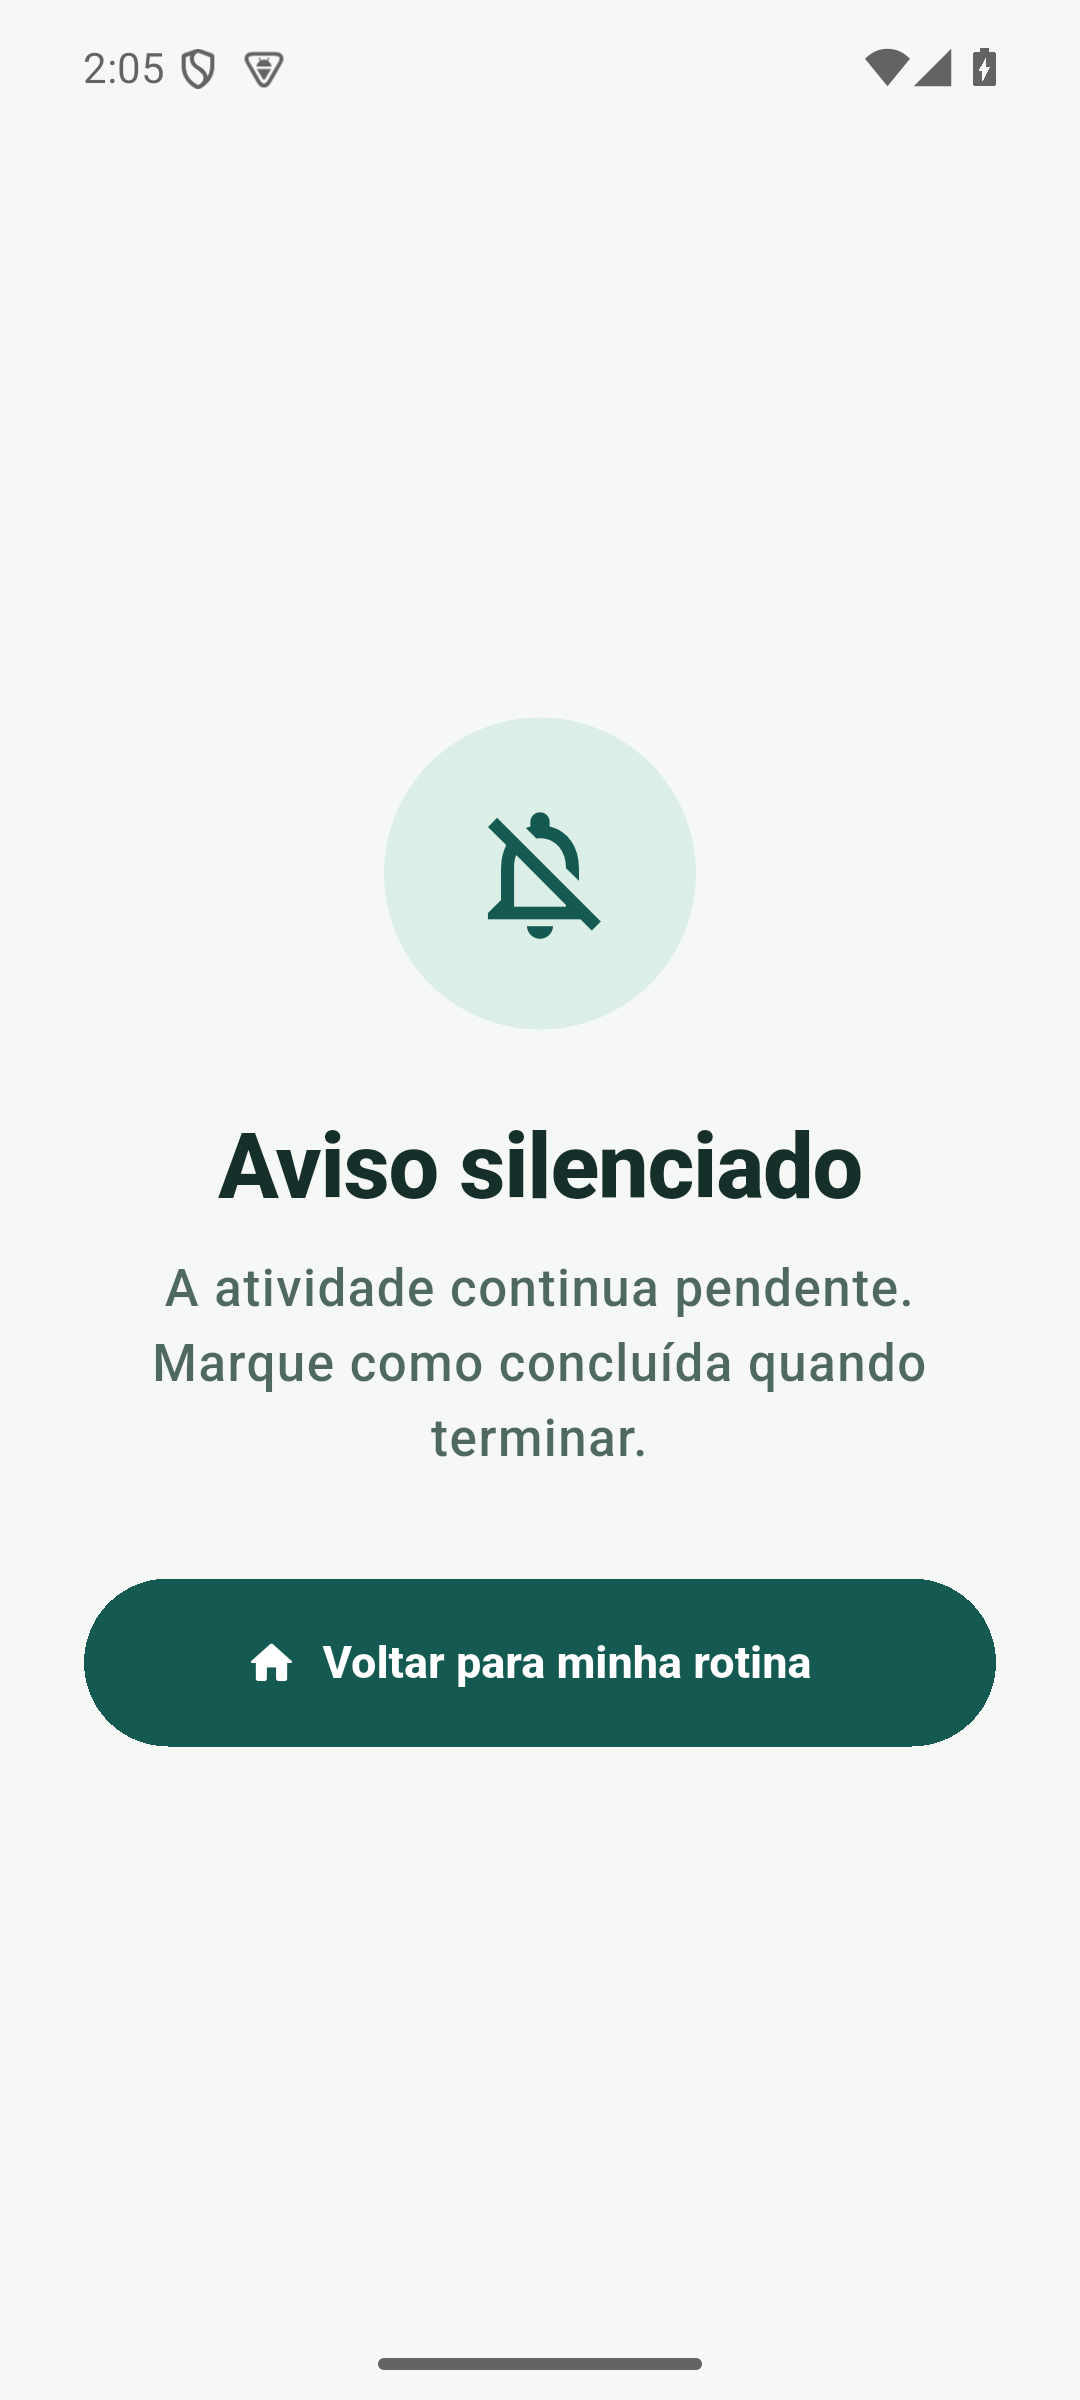 2:05
Aviso silenciado
A atividade continua pendente.
Marque como concluída quando
terminar.
Voltar para minha rotina